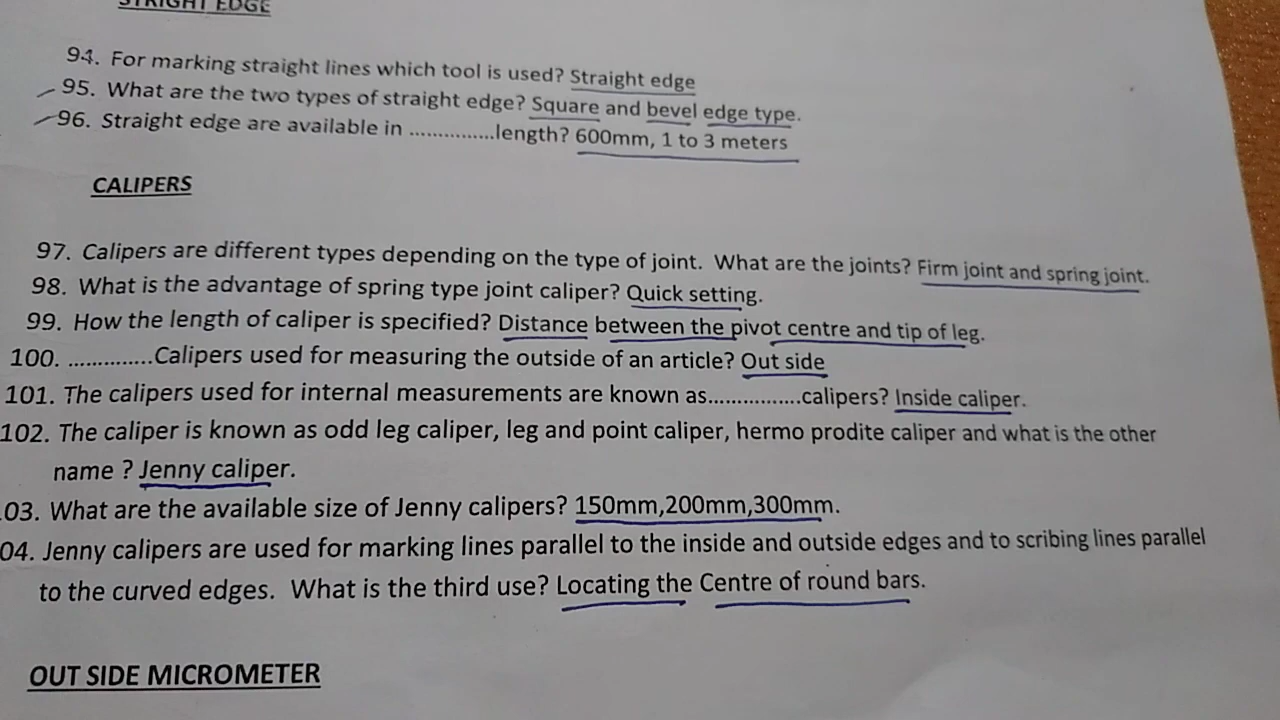 STRIGHT EDGE
94. For marking straight lines which tool is used? Straight edge
95. What are the two types of straight edge? Square and bevel edge type.
96. Straight edge are available in ...............length? 600mm, 1 to 3 meters
CALIPERS
97. Calipers are different types depending on the type of joint. What are the joints? Firm joint and spring joint.
98. What is the advantage of spring type joint caliper? Quick setting.
99. How the length of caliper is specified? Distance between the pivot centre and tip of leg.
100. ..............Calipers used for measuring the outside of an article? Out side
101. The calipers used for internal measurements are known as................calipers? Inside caliper.
102. The caliper is known as odd leg caliper, leg and point caliper, hermo prodite caliper and what is the other
name ? Jenny caliper.
03. What are the available size of Jenny calipers? 150mm,200mm,300mm.
04. Jenny calipers are used for marking lines parallel to the inside and outside edges and to scribing lines parallel
to the curved edges. What is the third use? Locating the Centre of round bars.
OUT SIDE MICROMETER